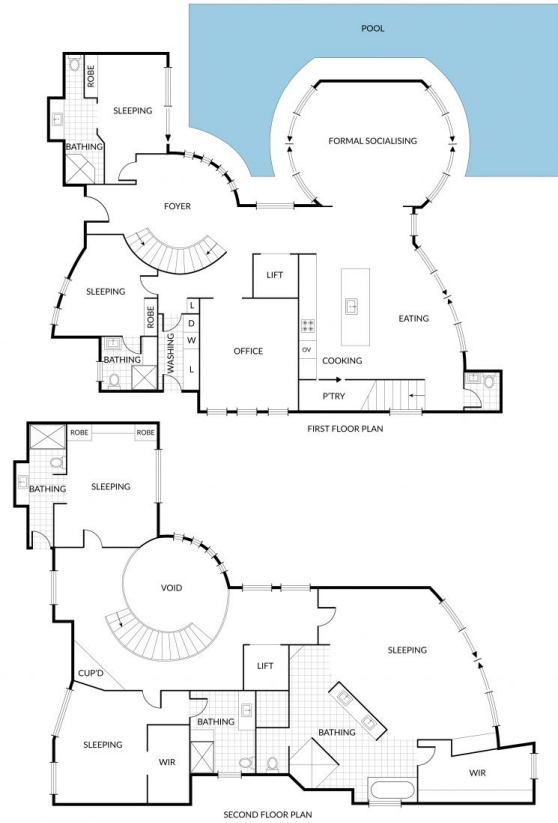 POOL
ROBE
SLEEPING
BATHING
FORMAL SOCIALISING
FOYER
LIFT
SLEEPING
ROBE
L
D
W
L
WASHING
BATHING
OFFICE
EATING
OV
COOKING
P'TRY
FIRST FLOOR PLAN
ROBE
ROBE
BATHING
SLEEPING
VOID
SLEEPING
LIFT
CUP'D
BATHING
BATHING
SLEEPING
WIR
WIR
SECOND FLOOR PLAN